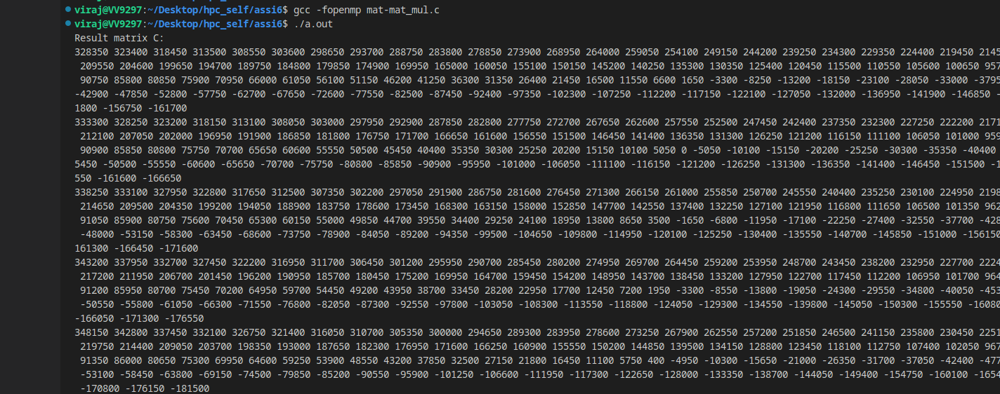 viraj@VV9297:~/Desktop/hpc_self/assi6$ gcc -fopenmp mat-mat_mul.c
viraj@VV9297:~/Desktop/hpc_self/assi6$ ./a.out
Result matrix C:
328350 323400 318450 313500 308550 303600 298650 293700 288750 283800 278850 273900 268950 264000 259050 254100 249150 244200 239250 234300 229350 224400 219450 2145
209550 204600 199650 194700 189750 184800 179850 174900 169950 165000 160050 155100 150150 145200 140250 135300 130350 125400 120450 115500 110550 105600 100650 957
90750 85800 80850 75900 70950 66000 61050 56100 51150 46200 41250 36300 31350 26400 21450 16500 11550 6600 1650 -3300 -8250 -13200 -18150 -23100 -28050 -33000 -3795
-42900 -47850 -52800 -57750 -62700 -67650 -72600 -77550 -82500 -87450 -92400 -97350 -102300 -107250 -112200 -117150 -122100 -127050 -132000 -136950 -141900 -146850 -
1800 -156750 -161700
333300 328250 323200 318150 313100 308050 303000 297950 292900 287850 282800 277750 272700 267650 262600 257550 252500 247450 242400 237350 232300 227250 222200 2171
212100 207050 202000 196950 191900 186850 181800 176750 171700 166650 161600 156550 151500 146450 141400 136350 131300 126250 121200 116150 111100 106050 101000 959
90900 85850 80800 75750 70700 65650 60600 55550 50500 45450 40400 35350 30300 25250 20200 15150 10100 5050 0 -5050 -10100 -15150 -20200 -25250 -30300 -35350 -40400
5450 -50500 -55550 -60600 -65650 -70700 -75750 -80800 -85850 -90900 -95950 -101000 -106050 -111100 -116150 -121200 -126250 -131300 -136350 -141400 -146450 -151500 -1
550 -161600 -166650
338250 333100 327950 322800 317650 312500 307350 302200 297050 291900 286750 281600 276450 271300 266150 261000 255850 250700 245550 240400 235250 230100 224950 2198
214650 209500 204350 199200 194050 188900 183750 178600 173450 168300 163150 158000 152850 147700 142550 137400 132250 127100 121950 116800 111650 106500 101350 962
91050 85900 80750 75600 70450 65300 60150 55000 49850 44700 39550 34400 29250 24100 18950 13800 8650 3500 -1650 -6800 -11950 -17100 -22250 -27400 -32550 -37700 -428
-48000 -53150 -58300 -63450 -68600 -73750 -78900 -84050 -89200 -94350 -99500 -104650 -109800 -114950 -120100 -125250 -130400 -135550 -140700 -145850 -151000 -156150
161300 -166450 -171600
343200 337950 332700 327450 322200 316950 311700 306450 301200 295950 290700 285450 280200 274950 269700 264450 259200 253950 248700 243450 238200 232950 227700 2224
217200 211950 206700 201450 196200 190950 185700 180450 175200 169950 164700 159450 154200 148950 143700 138450 133200 127950 122700 117450 112200 106950 101700 964
91200 85950 80700 75450 70200 64950 59700 54450 49200 43950 38700 33450 28200 22950 17700 12450 7200 1950 -3300 -8550 -13800 -19050 -24300 -29550 -34800 -40050 -453
-50550 -55800 -61050 -66300 -71550 -76800 -82050 -87300 -92550 -97800 -103050 -108300 -113550 -118800 -124050 -129300 -134550 -139800 -145050 -150300 -155550 -16080
-166050 -171300 -176550
348150 342800 337450 332100 326750 321400 316050 310700 305350 300000 294650 289300 283950 278600 273250 267900 262550 257200 251850 246500 241150 235800 230450 2251
219750 214400 209050 203700 198350 193000 187650 182300 176950 171600 166250 160900 155550 150200 144850 139500 134150 128800 123450 118100 112750 107400 102050 967
91350 86000 80650 75300 69950 64600 59250 53900 48550 43200 37850 32500 27150 21800 16450 11100 5750 400 -4950 -10300 -15650 -21000 -26350 -31700 -37050 -42400 -477
-53100 -58450 -63800 -69150 -74500 -79850 -85200 -90550 -95900 -101250 -106600 -111950 -117300 -122650 -128000 -133350 -138700 -144050 -149400 -154750 -160100 -1654
-170800 -176150 -181500